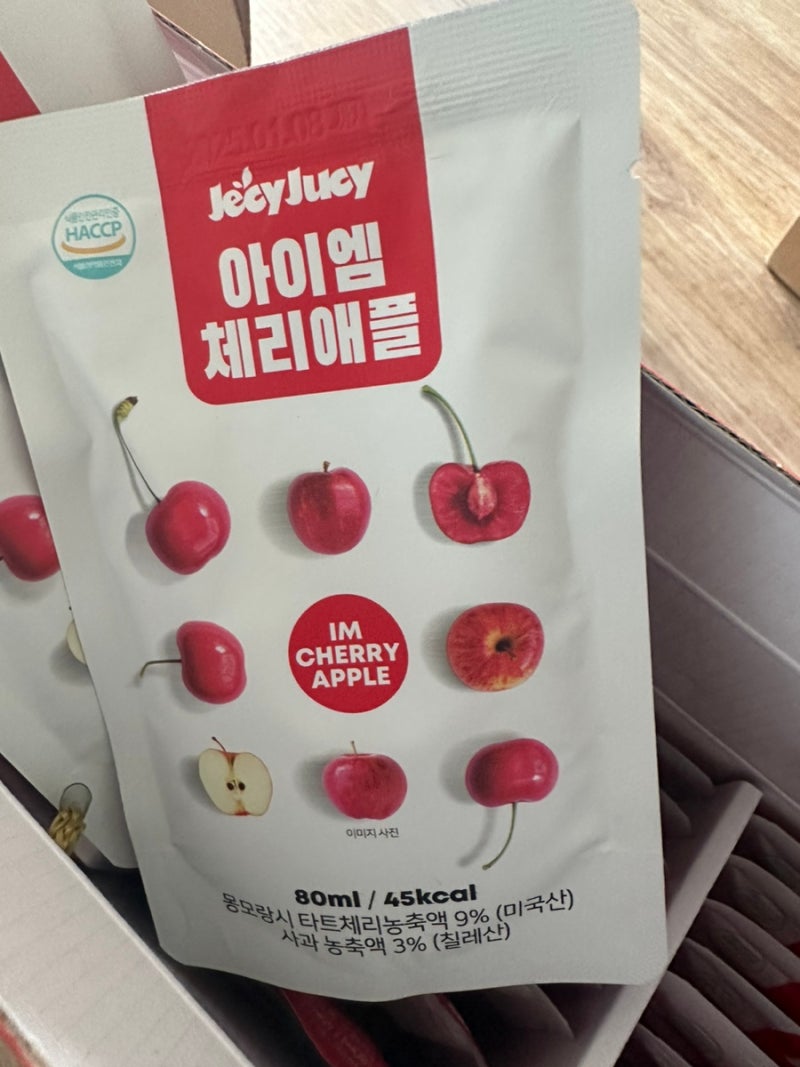 JecyJucy
아이엠
체리애플
HACCP
IM
CHERRY
APPLE
이미지 사진
80ml / 45kcal
몽모랑시 타트체리농축액 9% (미국산)
사과 농축액 3% (칠레산)